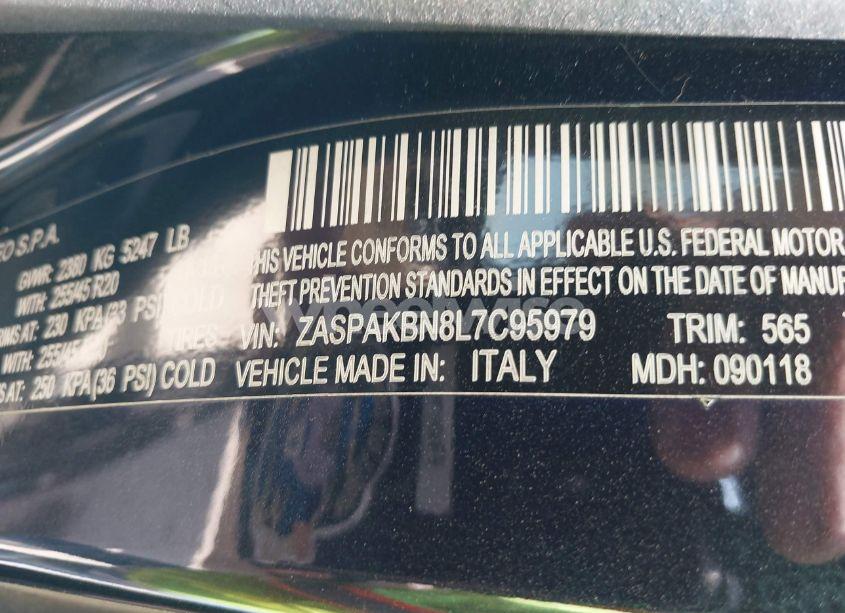 EO S.P.A.
GVWR: 2380 KG 5247 LB
WITH: 255/45 R20
RIMS AT: 230 KPA(33 PSI) COLD
WITH: 255/45 TIRES
S AT: 250 KPA(36 PSI) COLD
THIS VEHICLE CONFORMS TO ALL APPLICABLE U.S. FEDERAL MOTOR
THEFT PREVENTION STANDARDS IN EFFECT ON THE DATE OF MANUF
VIN: ZASPAKBN8L7C95979 TRIM: 565
VEHICLE MADE IN: ITALY MDH: 090118